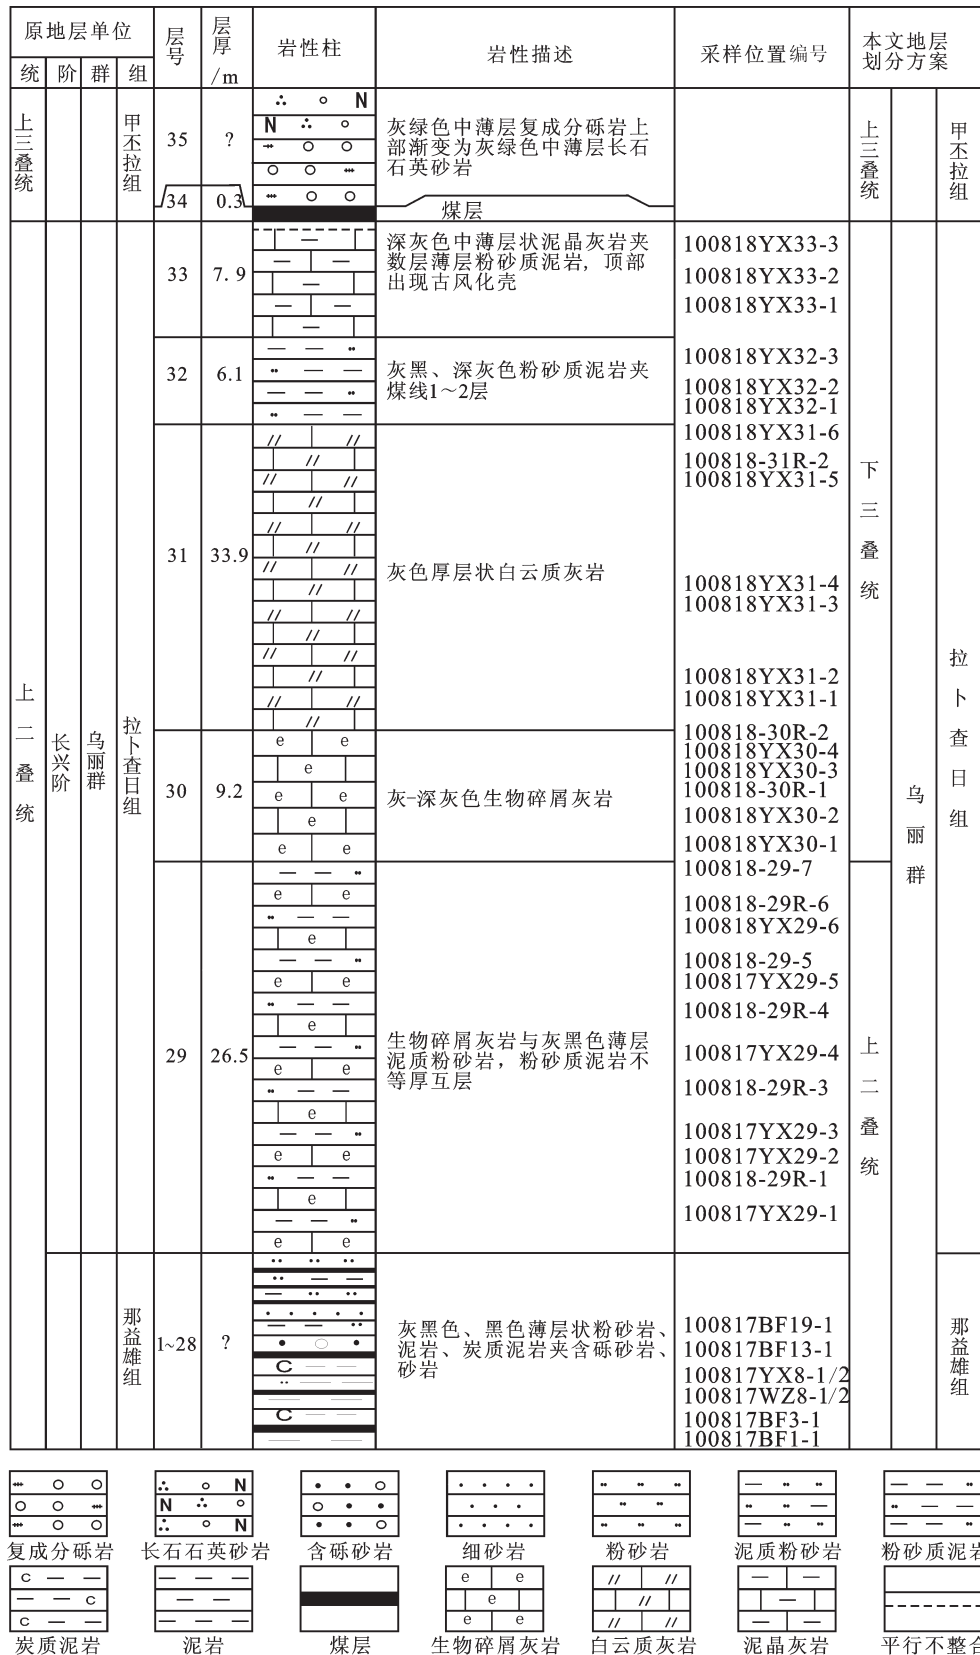 原地层单位
层号
层厚/m
岩性柱
岩性描述
采样位置编号
本文地层
划分方案
统 阶 群 组
上三叠统
甲丕拉组
35
?
N
N
灰绿色中薄层复成分砾岩上
部渐变为灰绿色中薄层长石
石英砂岩
上三叠统
甲丕拉组
34
0.3
煤层
33
7.9
深灰色中薄层状泥晶灰岩夹
数层薄层粉砂质泥岩, 顶部
出现古风化壳
100818YX33-3
100818YX33-2
100818YX33-1
32
6.1
灰黑、深灰色粉砂质泥岩夹
煤线1~2层
100818YX32-3
100818YX32-2
100818YX32-1
31
33.9
灰色厚层状白云质灰岩
100818YX31-6
100818-31R-2
100818YX31-5
100818YX31-4
100818YX31-3
100818YX31-2
100818YX31-1
下三叠统
上二叠统
长兴阶
乌丽群
拉卜查日组
30
9.2
e e
e
e e
e
e e
灰-深灰色生物碎屑灰岩
100818-30R-2
100818YX30-4
100818YX30-3
100818-30R-1
100818YX30-2
100818YX30-1
乌丽群
拉卜查日组
29
26.5
e e
e
e e
e
e e
e
e e
e
e e
生物碎屑灰岩与灰黑色薄层
泥质粉砂岩，粉砂质泥岩不
等厚互层
100818-29-7
100818-29R-6
100818YX29-6
100818-29-5
100817YX29-5
100818-29R-4
100817YX29-4
100818-29R-3
100817YX29-3
100817YX29-2
100818-29R-1
100817YX29-1
上二叠统
那益雄组
1~28
?
C
C
灰黑色、黑色薄层状粉砂岩、
泥岩、炭质泥岩夹含砾砂岩、
砂岩
100817BF19-1
100817BF13-1
100817YX8-1/2
100817WZ8-1/2
100817BF3-1
100817BF1-1
那益雄组
N
N
N
复成分砾岩 长石石英砂岩 含砾砂岩 细砂岩 粉砂岩 泥质粉砂岩 粉砂质泥岩
C
C
C
e e
e
e e
炭质泥岩 泥岩 煤层 生物碎屑灰岩 白云质灰岩 泥晶灰岩 平行不整合